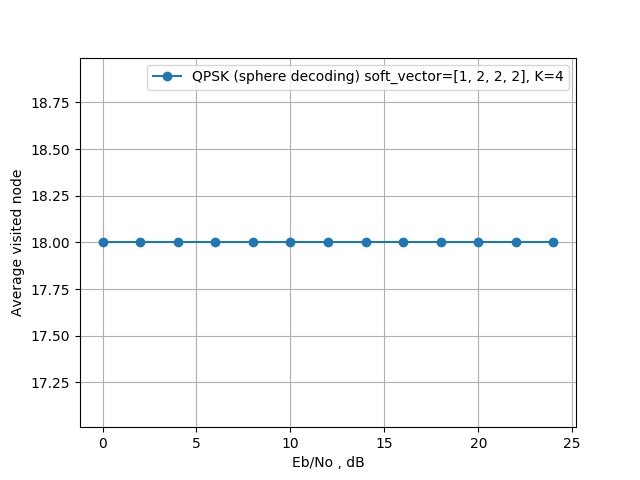 QPSK (sphere decoding) soft_vector=[1, 2, 2, 2], K=4
18.75
18.50
18.25
18.00
17.75
17.50
17.25
Average visited node
0 5 10 15 20 25
Eb/No , dB